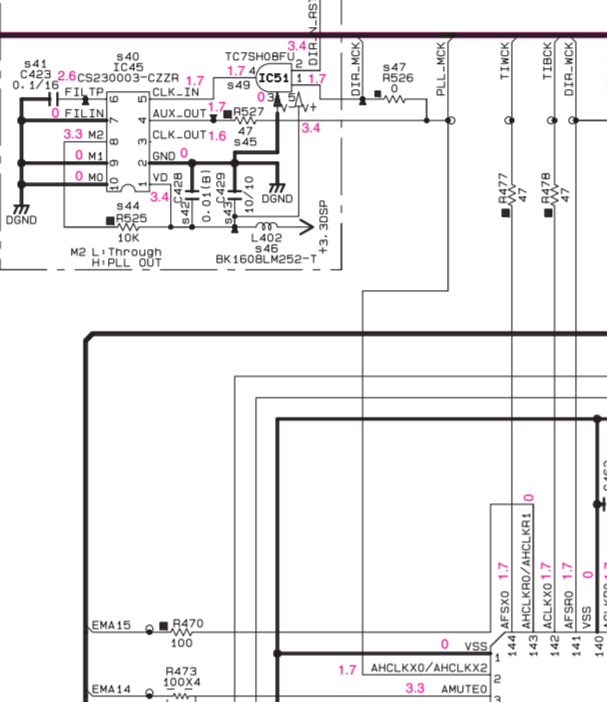 DIR_N_RST
3.4
DIR_MCK
PLL_MCK
TIWCK
TIBCK
DIR_WCK
s41
C423
0.1/16
2.6
s40
IC45
CS230003-CZZR
1.7
TC7SH08FU
1.7
4
2
IC51
1
1.7
s49
0
3
5
V+
3.4
s47
R526
0
FILTP
6
5
CLK_IN
0
FILIN
7
4
AUX_OUT
1.7
R527
47
s45
3.3
M2
8
3
CLK_OUT
1.6
0
M1
9
2
GND
0
0
M0
10
1
VD
3.4
DGND
s42
C428
0.01(B)
s43
C429
10/10
DGND
s44
R525
10K
L402
s46
BK1608LM252-T
+3.3DSP
M2 L:Through
H:PLL OUT
R477
47
R478
47
0
AFSX0
1.7
144
AHCLKR0/AHCLKR1
143
ACLKX0
1.7
142
AFSR0
1.7
141
VSS
0
140
EMA15
R470
100
0
VSS
1
R473
100X4
1.7
AHCLKX0/AHCLKX2
2
EMA14
3.3
AMUTE0
3